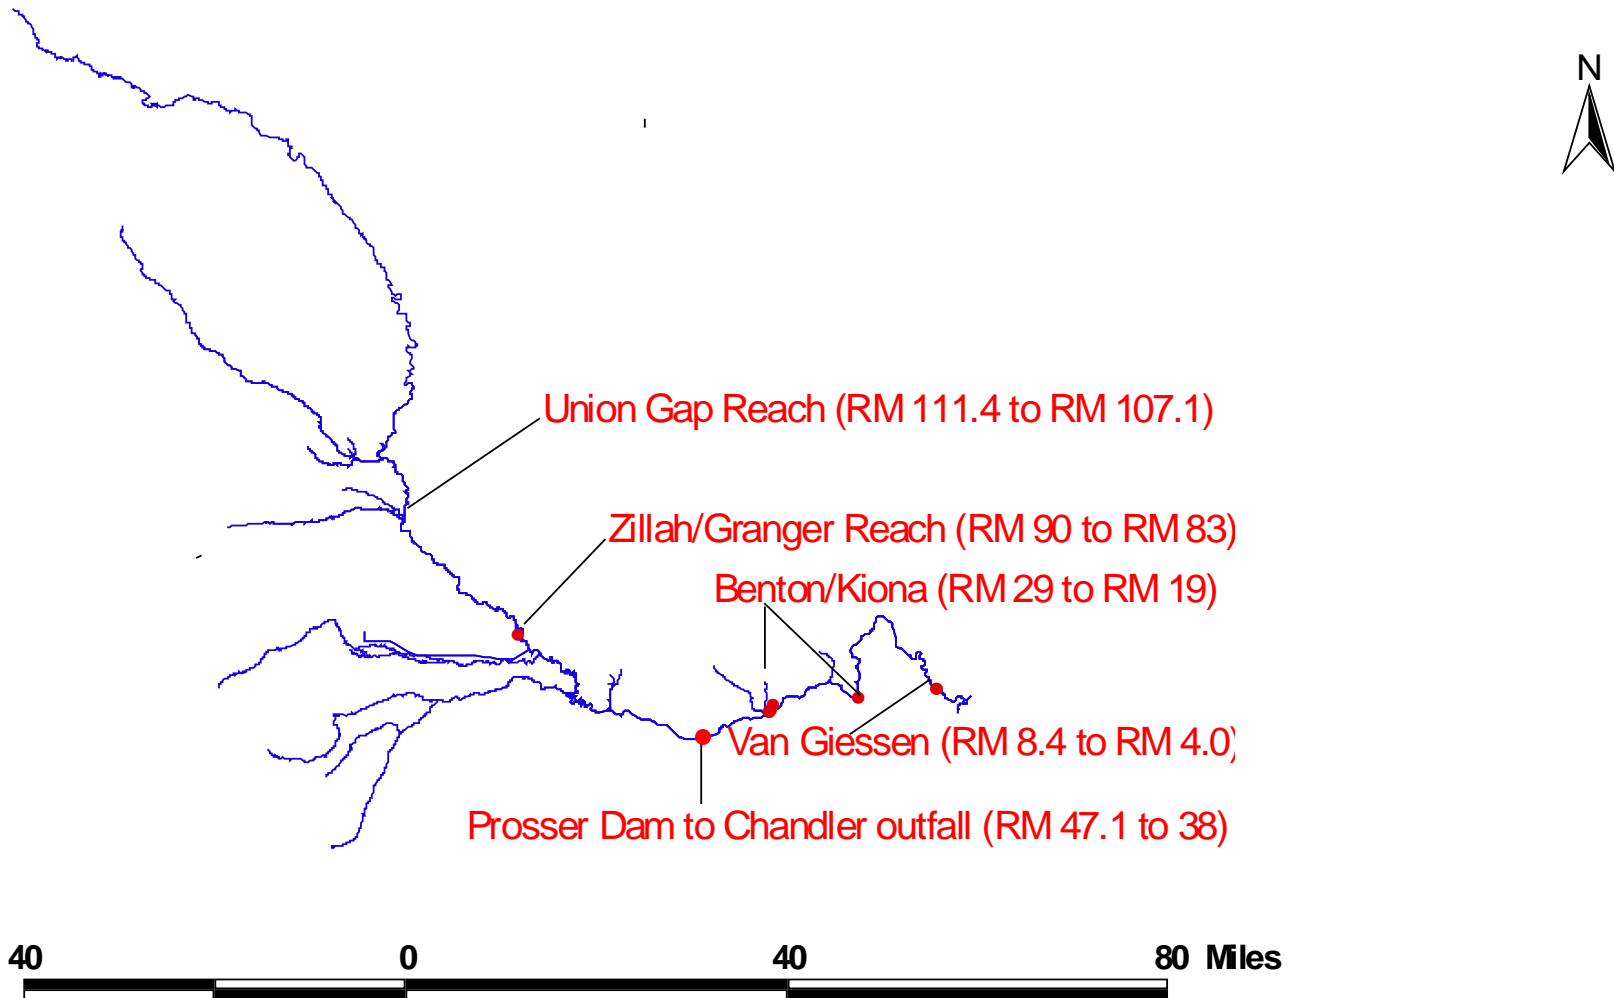 N
Union Gap Reach (RM 111.4 to RM 107.1)
Zillah/Granger Reach (RM 90 to RM 83)
Benton/Kiona (RM 29 to RM 19)
Van Giessen (RM 8.4 to RM 4.0)
Prosser Dam to Chandler outfall (RM 47.1 to 38)
40 0 40 80 Miles